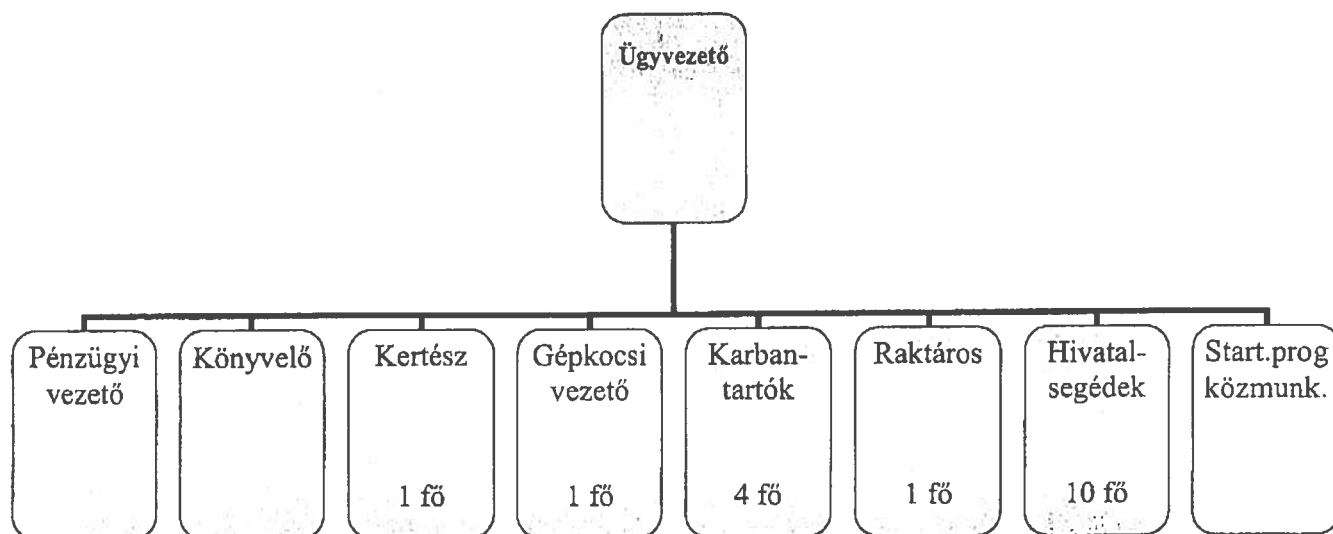 Ügyvezető
Pénzügyi
vezető
Könyvelő
Kertész
1 fő
Gépkocsi
vezető
1 fő
Karban-
tartók
4 fő
Raktáros
1 fő
Hivatal-
segédek
10 fő
Start.prog
közmunk.